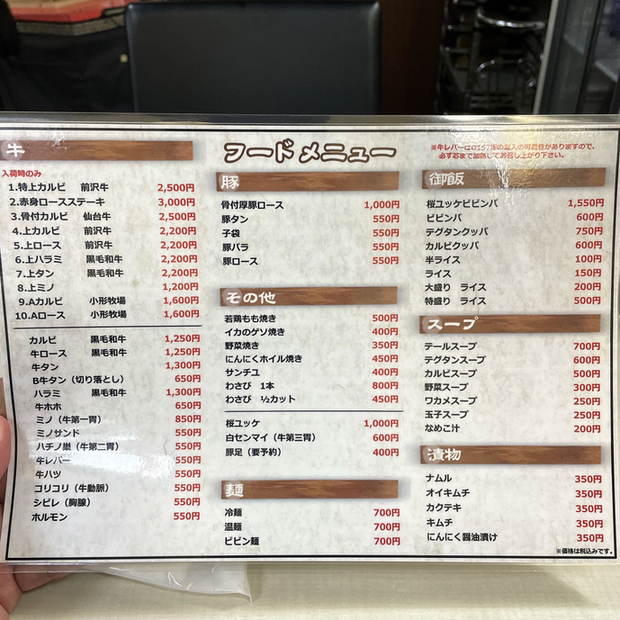 フード メニュー
※牛レバーはO157等の混入の可能性がありますので、
必ず芯まで加熱してお召し上がり下さい。
牛
入荷時のみ
1.特上カルビ 前沢牛 2,500円
2.赤身ロースステーキ 3,000円
3.骨付カルビ 仙台牛 2,500円
4.上カルビ 前沢牛 2,200円
5.上ロース 前沢牛 2,200円
6.上ハラミ 黒毛和牛 2,200円
7.上タン 黒毛和牛 2,200円
8.上ミノ 1,200円
9.Aカルビ 小形牧場 1,600円
10.Aロース 小形牧場 1,600円
カルビ 黒毛和牛 1,250円
牛ロース 黒毛和牛 1,250円
牛タン 1,300円
B牛タン（切り落とし） 650円
ハラミ 黒毛和牛 1,300円
牛ホホ 650円
ミノ（牛第一胃） 850円
ミノサンド 550円
ハチノ巣（牛第二胃） 550円
牛レバー 550円
牛ハツ 550円
コリコリ（牛動脈） 550円
シビレ（胸腺） 550円
ホルモン 550円
豚
骨付厚豚ロース 1,000円
豚タン 550円
子袋 550円
豚バラ 550円
豚ロース 550円
その他
若鶏もも焼き 500円
イカのゲソ焼き 400円
野菜焼き 350円
にんにくホイル焼き 450円
サンチュ 400円
わさび 1本 800円
わさび ½カット 450円
桜ユッケ 1,000円
白センマイ（牛第三胃） 600円
豚足（要予約） 400円
麺
冷麺 700円
温麺 700円
ビビン麺 700円
御飯
桜ユッケビビンバ 1,550円
ビビンバ 600円
テグタンクッパ 750円
カルビクッパ 600円
半ライス 100円
ライス 150円
大盛り ライス 200円
特盛り ライス 500円
スープ
テールスープ 700円
テグタンスープ 600円
カルビスープ 500円
野菜スープ 300円
ワカメスープ 250円
玉子スープ 250円
なめこ汁 200円
漬物
ナムル 350円
オイキムチ 350円
カクテキ 350円
キムチ 350円
にんにく醤油漬け 350円
※価格は税込みです。